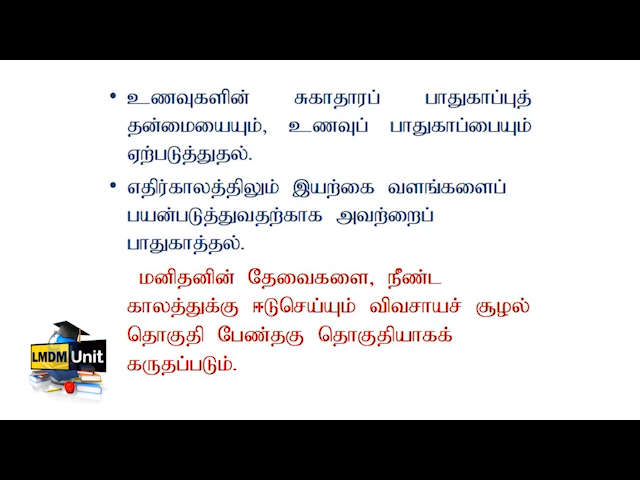 • உணவுகளின் சுகாதாரப் பாதுகாப்புத்
தன்மையையும், உணவுப் பாதுகாப்பையும்
ஏற்படுத்துதல்.
• எதிர்காலத்திலும் இயற்கை வளங்களைப்
பயன்படுத்துவதற்காக அவற்றைப்
பாதுகாத்தல்.
மனிதனின் தேவைகளை, நீண்ட
காலத்துக்கு ஈடுசெய்யும் விவசாயச் சூழல்
தொகுதி பேண்தகு தொகுதியாகக்
கருதப்படும்.
LMDM Unit